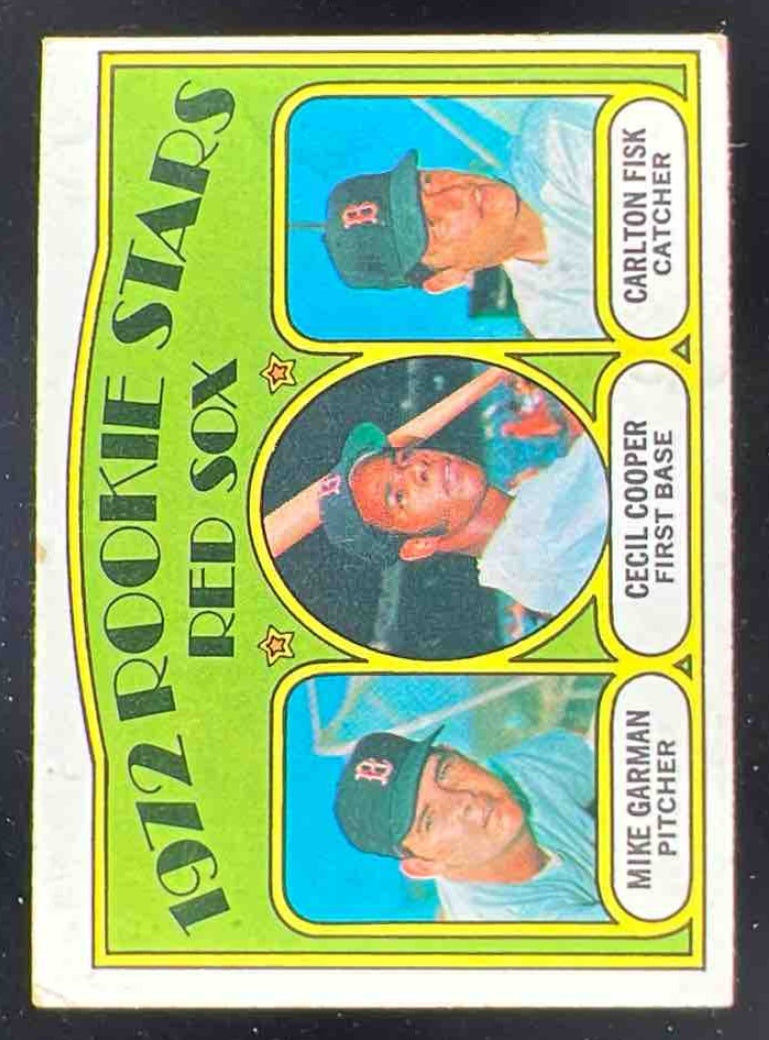 1972 ROOKIE STARS
RED SOX
B
B
B
MIKE GARMAN
PITCHER
CECIL COOPER
FIRST BASE
CARLTON FISK
CATCHER